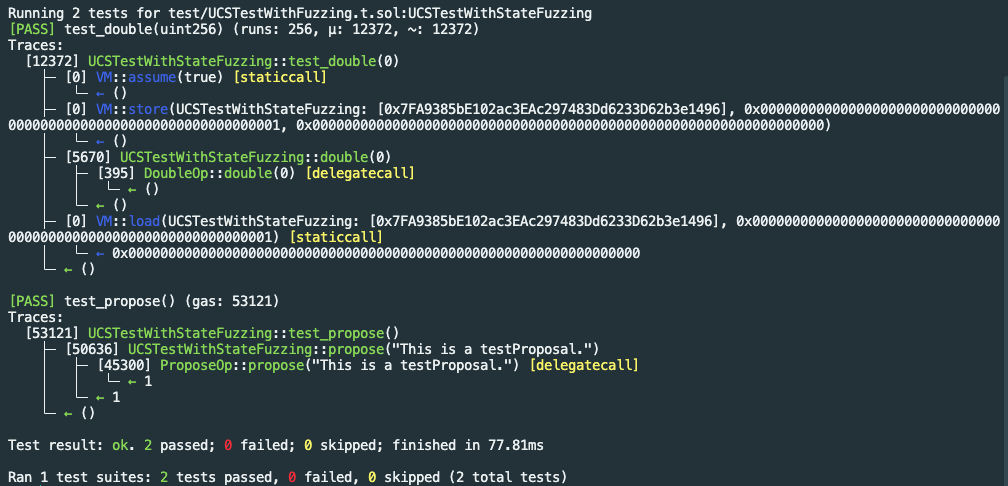 Running 2 tests for test/UCSTestWithFuzzing.t.sol:UCSTestWithStateFuzzing
[PASS] test_double(uint256) (runs: 256, μ: 12372, ~: 12372)
Traces:
  [12372] UCSTestWithStateFuzzing::test_double(0)
    ├─ [0] VM::assume(true) [staticcall]
    │   └─ ← ()
    ├─ [0] VM::store(UCSTestWithStateFuzzing: [0x7FA9385bE102ac3EAc297483Dd6233D62b3e1496], 0x0000000000000000000000000000
000000000000000000000000000000000001, 0x0000000000000000000000000000000000000000000000000000000000000000)
    │   └─ ← ()
    ├─ [5670] UCSTestWithStateFuzzing::double(0)
    │   ├─ [395] DoubleOp::double(0) [delegatecall]
    │   │   └─ ← ()
    │   └─ ← ()
    ├─ [0] VM::load(UCSTestWithStateFuzzing: [0x7FA9385bE102ac3EAc297483Dd6233D62b3e1496], 0x00000000000000000000000000000
00000000000000000000000000000000001) [staticcall]
    │   └─ ← 0x0000000000000000000000000000000000000000000000000000000000000000
    └─ ← ()
[PASS] test_propose() (gas: 53121)
Traces:
  [53121] UCSTestWithStateFuzzing::test_propose()
    ├─ [50636] UCSTestWithStateFuzzing::propose("This is a testProposal.")
    │   ├─ [45300] ProposeOp::propose("This is a testProposal.") [delegatecall]
    │   │   └─ ← 1
    │   └─ ← 1
    └─ ← ()
Test result: ok. 2 passed; 0 failed; 0 skipped; finished in 77.81ms
Ran 1 test suites: 2 tests passed, 0 failed, 0 skipped (2 total tests)